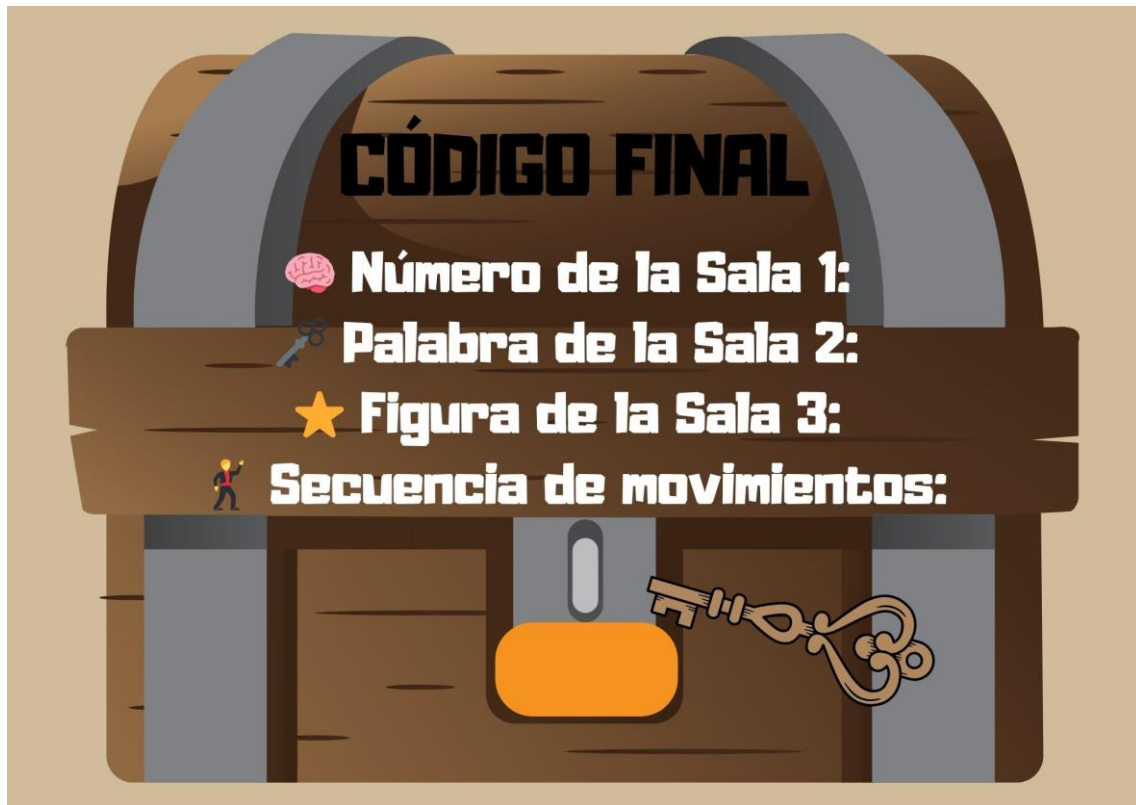 CÓDIGO FINAL
🧠 Número de la Sala 1:
🗝 Palabra de la Sala 2:
⭐ Figura de la Sala 3:
🕺 Secuencia de movimientos: